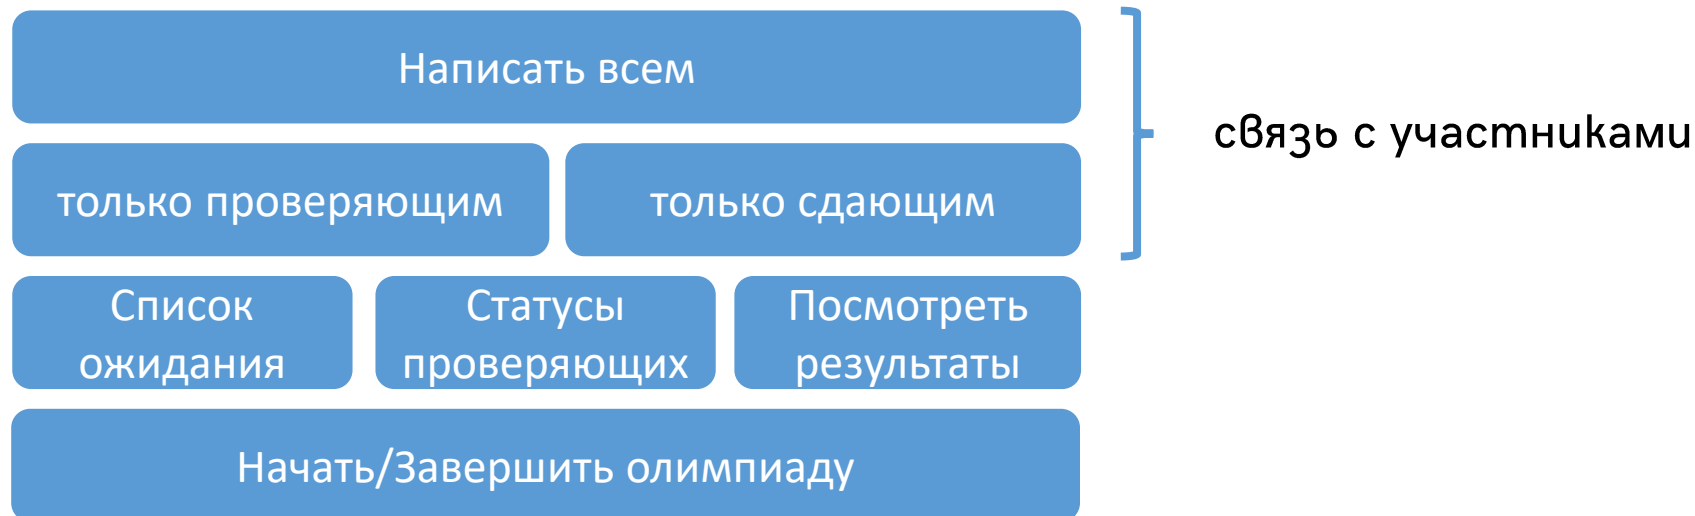 Написать всем
связь с участниками
только проверяющим
только сдающим
Список
ожидания
Статусы
проверяющих
Посмотреть
результаты
Начать/Завершить олимпиаду